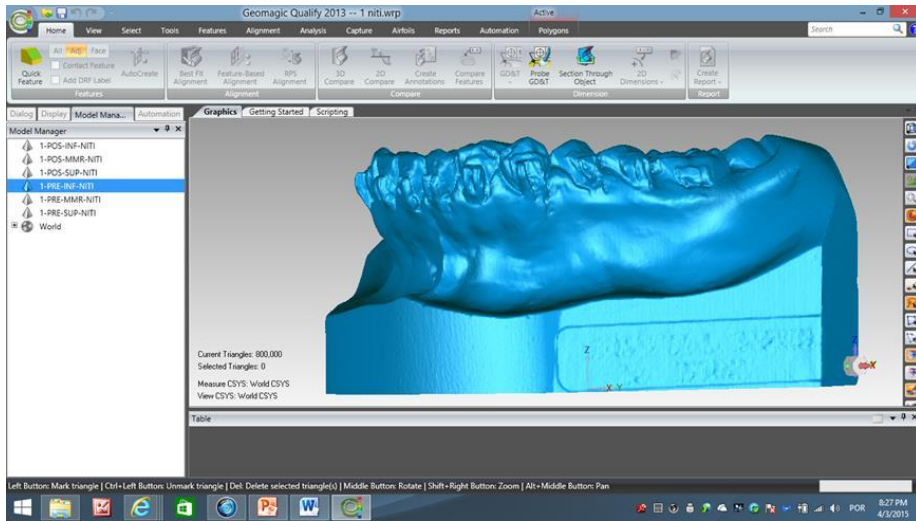 Geomagic Qualify 2013 -- 1 niti.wrp
Active
Home View Select Tools Features Alignment Analysis Capture Airfoils Reports Automation Polygons
Search
All Adj Face
Contact Feature
Add DRF Label
Quick Feature
AutoCreate
Best Fit Alignment
Feature-Based Alignment
RPS Alignment
3D Compare
2D Compare
Create Annotations
Compare Features
GD&T
Probe GD&T
Section Through Object
2D Dimensions
Create Report
Features Alignment Compare Dimension Report
Dialog Display Model Mana... Automation
Graphics Getting Started Scripting
Model Manager
1-POS-INF-NITI
1-POS-MMR-NITI
1-POS-SUP-NITI
1-PRE-INF-NITI
1-PRE-MMR-NITI
1-PRE-SUP-NITI
World
Current Triangles: 800,000
Selected Triangles: 0
Measure CSYS: World CSYS
View CSYS: World CSYS
Z
X Y
X
Table
Left Button: Mark triangle | Ctrl+Left Button: Unmark triangle | Del: Delete selected triangle(s) | Middle Button: Rotate | Shift+Right Button: Zoom | Alt+Middle Button: Pan
POR
8:27 PM
4/3/2015